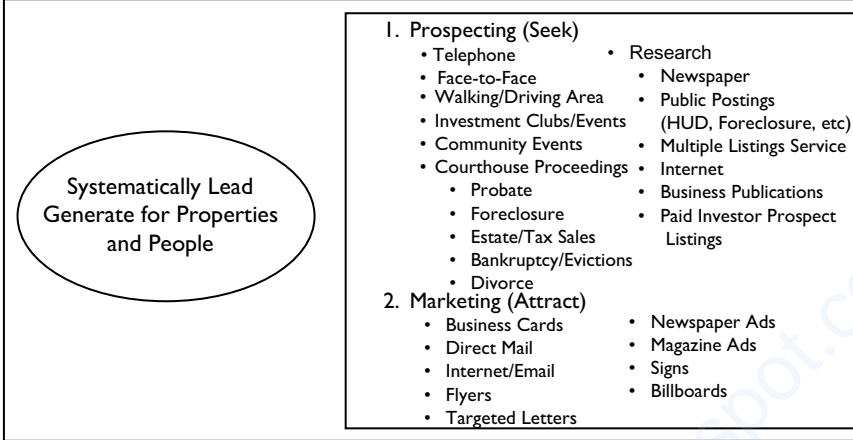 Systematically Lead
Generate for Properties
and People
1. Prospecting (Seek)
• Telephone
• Face-to-Face
• Walking/Driving Area
• Investment Clubs/Events
• Community Events
• Courthouse Proceedings
• Probate
• Foreclosure
• Estate/Tax Sales
• Bankruptcy/Evictions
• Divorce
• Research
• Newspaper
• Public Postings
(HUD, Foreclosure, etc)
• Multiple Listings Service
• Internet
• Business Publications
• Paid Investor Prospect
Listings
2. Marketing (Attract)
• Business Cards
• Direct Mail
• Internet/Email
• Flyers
• Targeted Letters
• Newspaper Ads
• Magazine Ads
• Signs
• Billboards